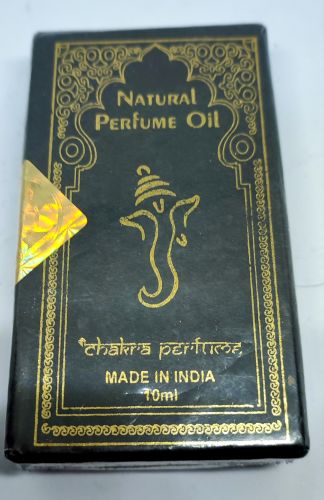 Natural
Perfume Oil
chakra perfume
MADE IN INDIA
10ml